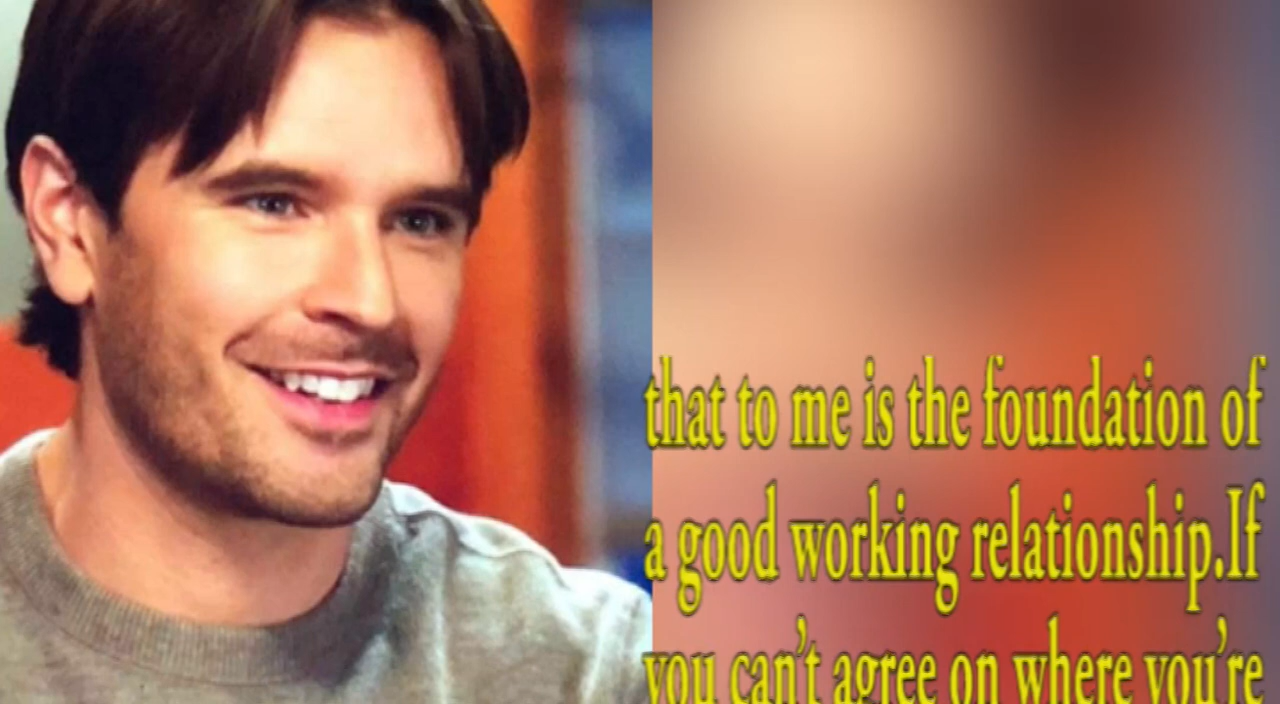 that to me is the foundation of
a good working relationship.If
you can't agree on where you're